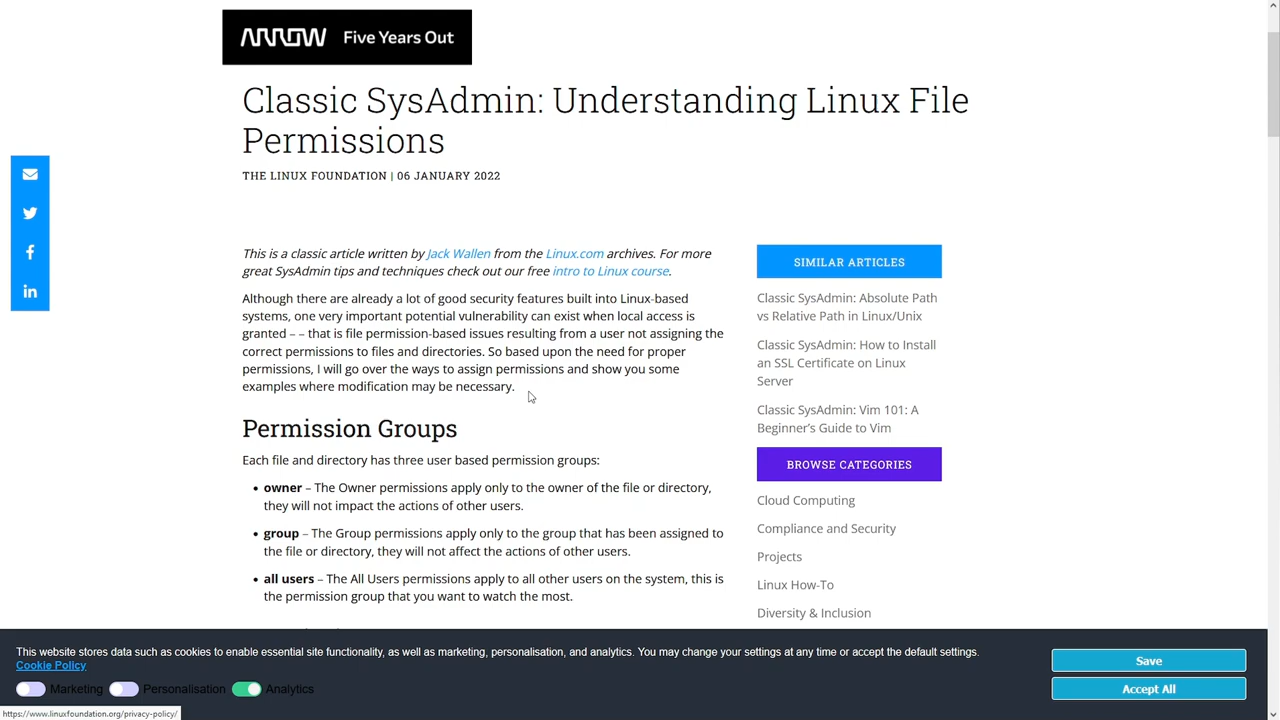 ARROW Five Years Out
Classic SysAdmin: Understanding Linux File
Permissions
THE LINUX FOUNDATION | 06 JANUARY 2022
This is a classic article written by Jack Wallen from the Linux.com archives. For more
great SysAdmin tips and techniques check out our free intro to Linux course.
Although there are already a lot of good security features built into Linux-based
systems, one very important potential vulnerability can exist when local access is
granted – – that is file permission-based issues resulting from a user not assigning the
correct permissions to files and directories. So based upon the need for proper
permissions, I will go over the ways to assign permissions and show you some
examples where modification may be necessary.
Permission Groups
Each file and directory has three user based permission groups:
• owner – The Owner permissions apply only to the owner of the file or directory,
they will not impact the actions of other users.
• group – The Group permissions apply only to the group that has been assigned to
the file or directory, they will not affect the actions of other users.
• all users – The All Users permissions apply to all other users on the system, this is
the permission group that you want to watch the most.
SIMILAR ARTICLES
Classic SysAdmin: Absolute Path
vs Relative Path in Linux/Unix
Classic SysAdmin: How to Install
an SSL Certificate on Linux
Server
Classic SysAdmin: Vim 101: A
Beginner's Guide to Vim
BROWSE CATEGORIES
Cloud Computing
Compliance and Security
Projects
Linux How-To
Diversity & Inclusion
This website stores data such as cookies to enable essential site functionality, as well as marketing, personalisation, and analytics. You may change your settings at any time or accept the default settings.
Cookie Policy
Marketing Personalisation Analytics
Save
Accept All
https://www.linuxfoundation.org/privacy-policy/